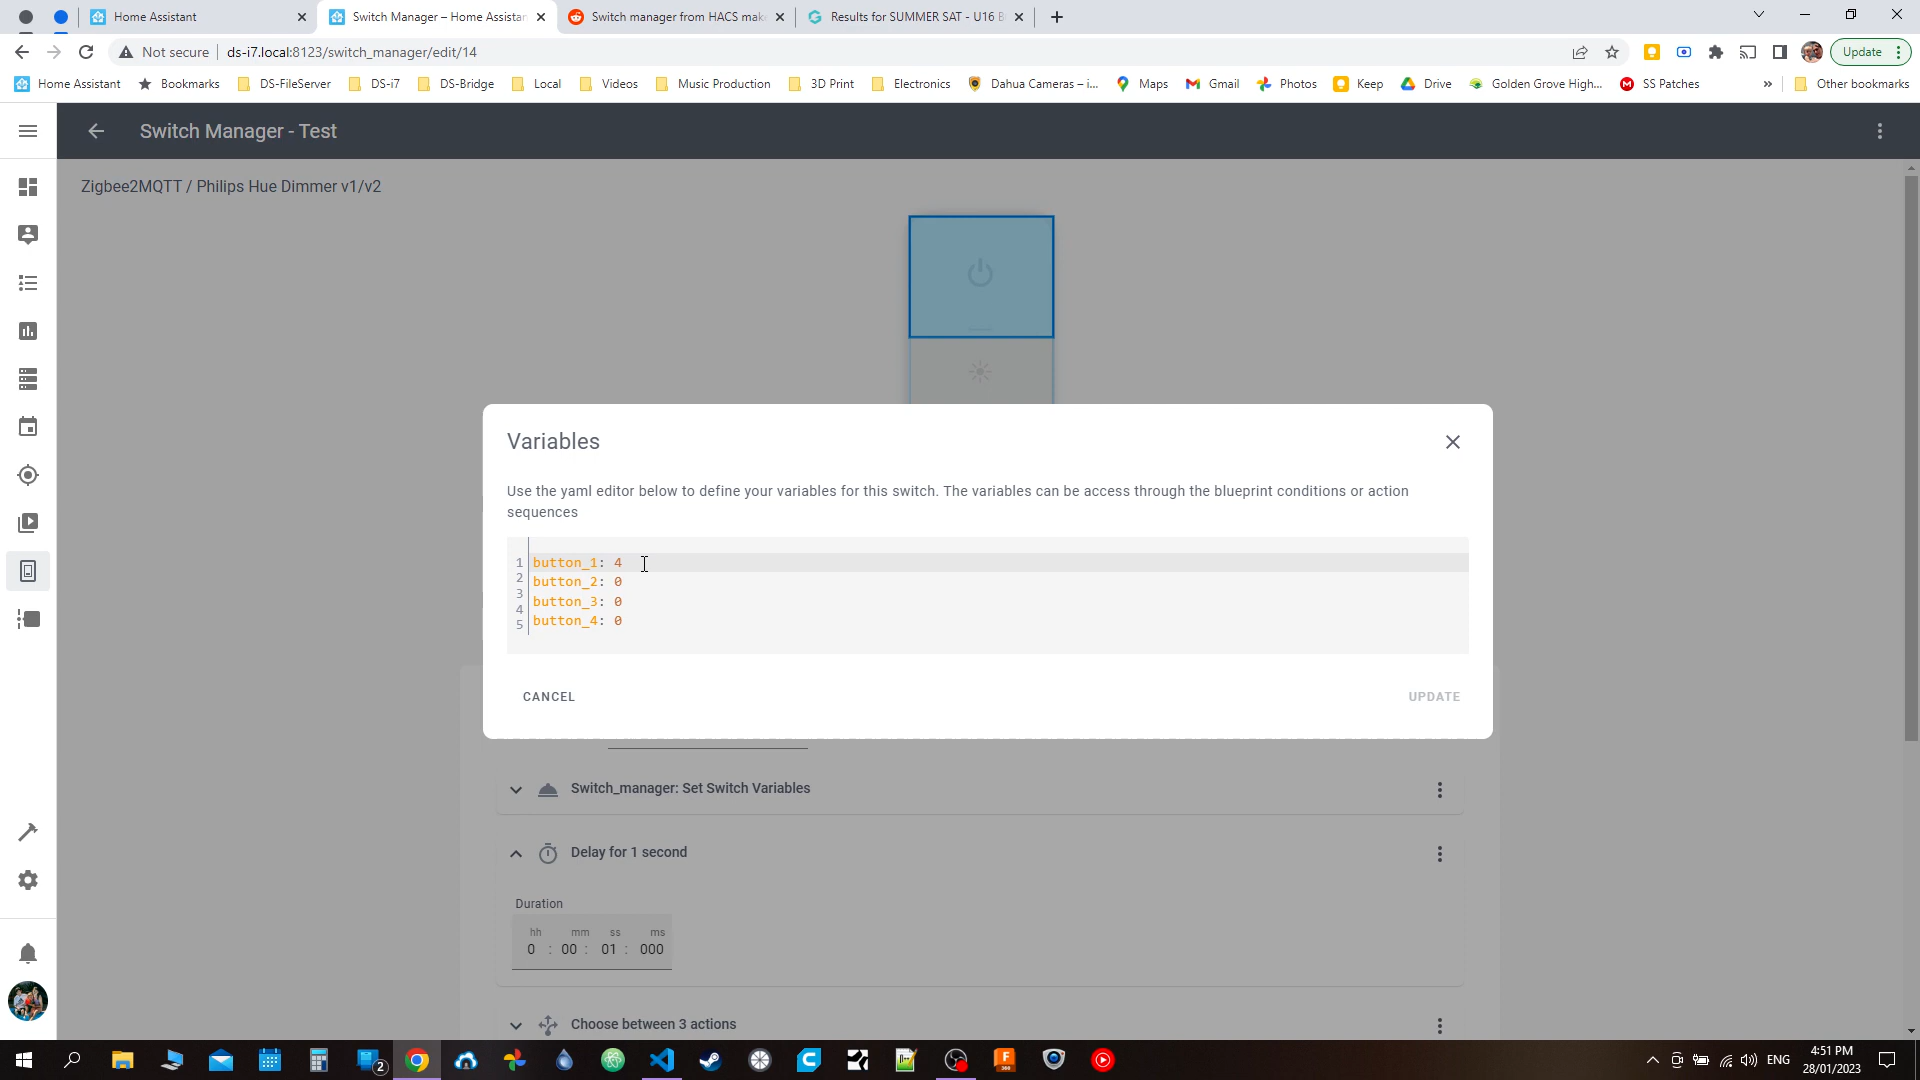 Home Assistant
Switch Manager – Home Assistan
Switch manager from HACS mak
Results for SUMMER SAT - U16 B
Not secure
ds-i7.local:8123/switch_manager/edit/14
Update
Home Assistant
Bookmarks
DS-FileServer
DS-i7
DS-Bridge
Local
Videos
Music Production
3D Print
Electronics
Dahua Cameras – i...
Maps
Gmail
Photos
Keep
Drive
Golden Grove High...
SS Patches
»
Other bookmarks
Switch Manager - Test
Zigbee2MQTT / Philips Hue Dimmer v1/v2
Variables
Use the yaml editor below to define your variables for this switch. The variables can be access through the blueprint conditions or action
sequences
1 button_1: 4
2 button_2: 0
3 button_3: 0
4 button_4: 0
5
CANCEL
UPDATE
Switch_manager: Set Switch Variables
Delay for 1 second
Duration
hh mm ss ms
0 : 00 : 01 : 000
Choose between 3 actions
2
ENG
4:51 PM
28/01/2023